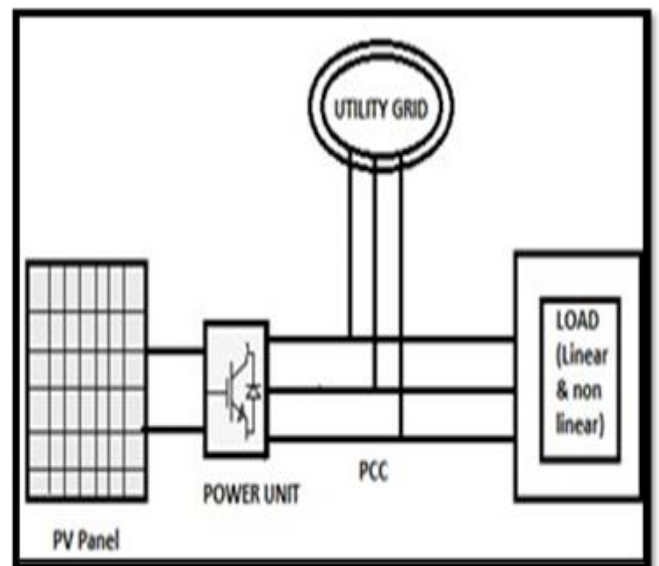 UTILITY GRID
LOAD
(Linear
& non
linear)
PCC
POWER UNIT
PV Panel